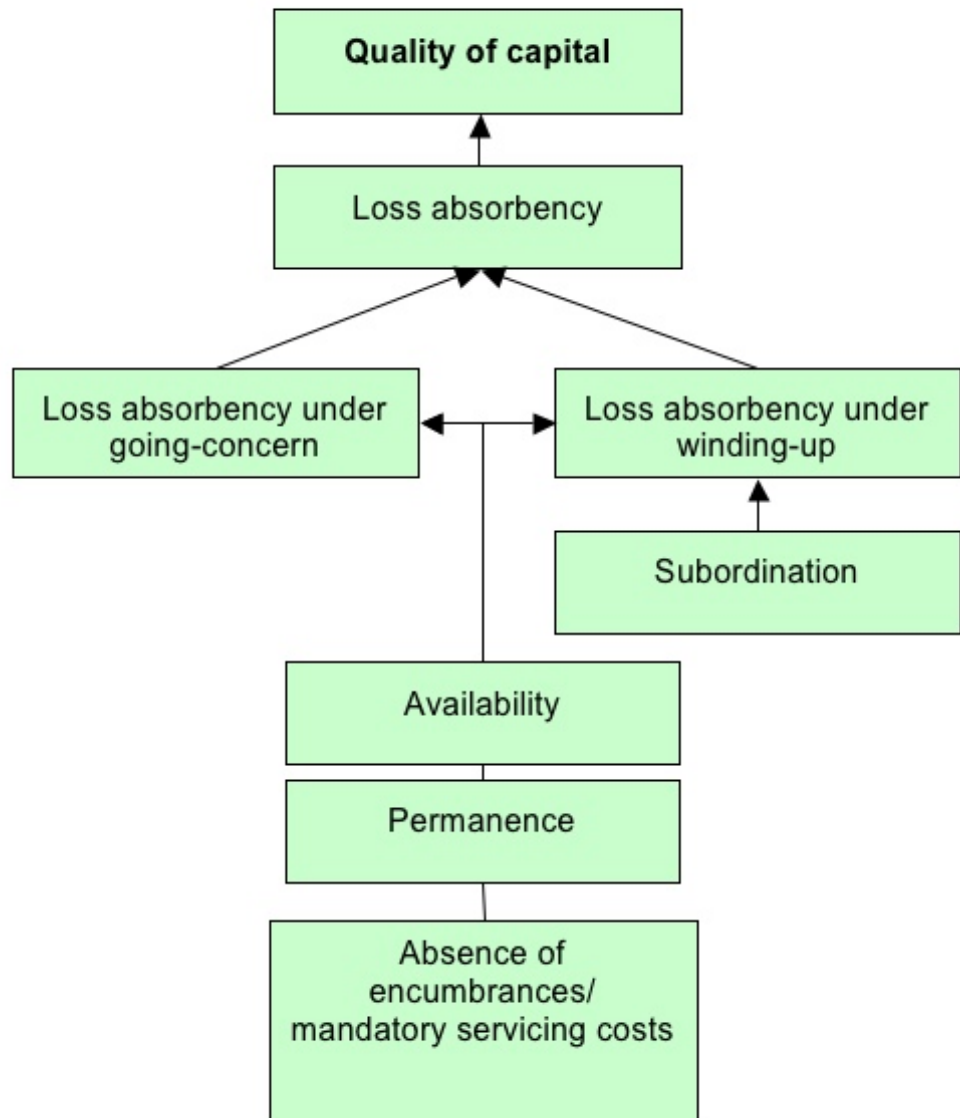 Quality of capital
Loss absorbency
Loss absorbency under
going-concern
Loss absorbency under
winding-up
Subordination
Availability
Permanence
Absence of
encumbrances/
mandatory servicing costs